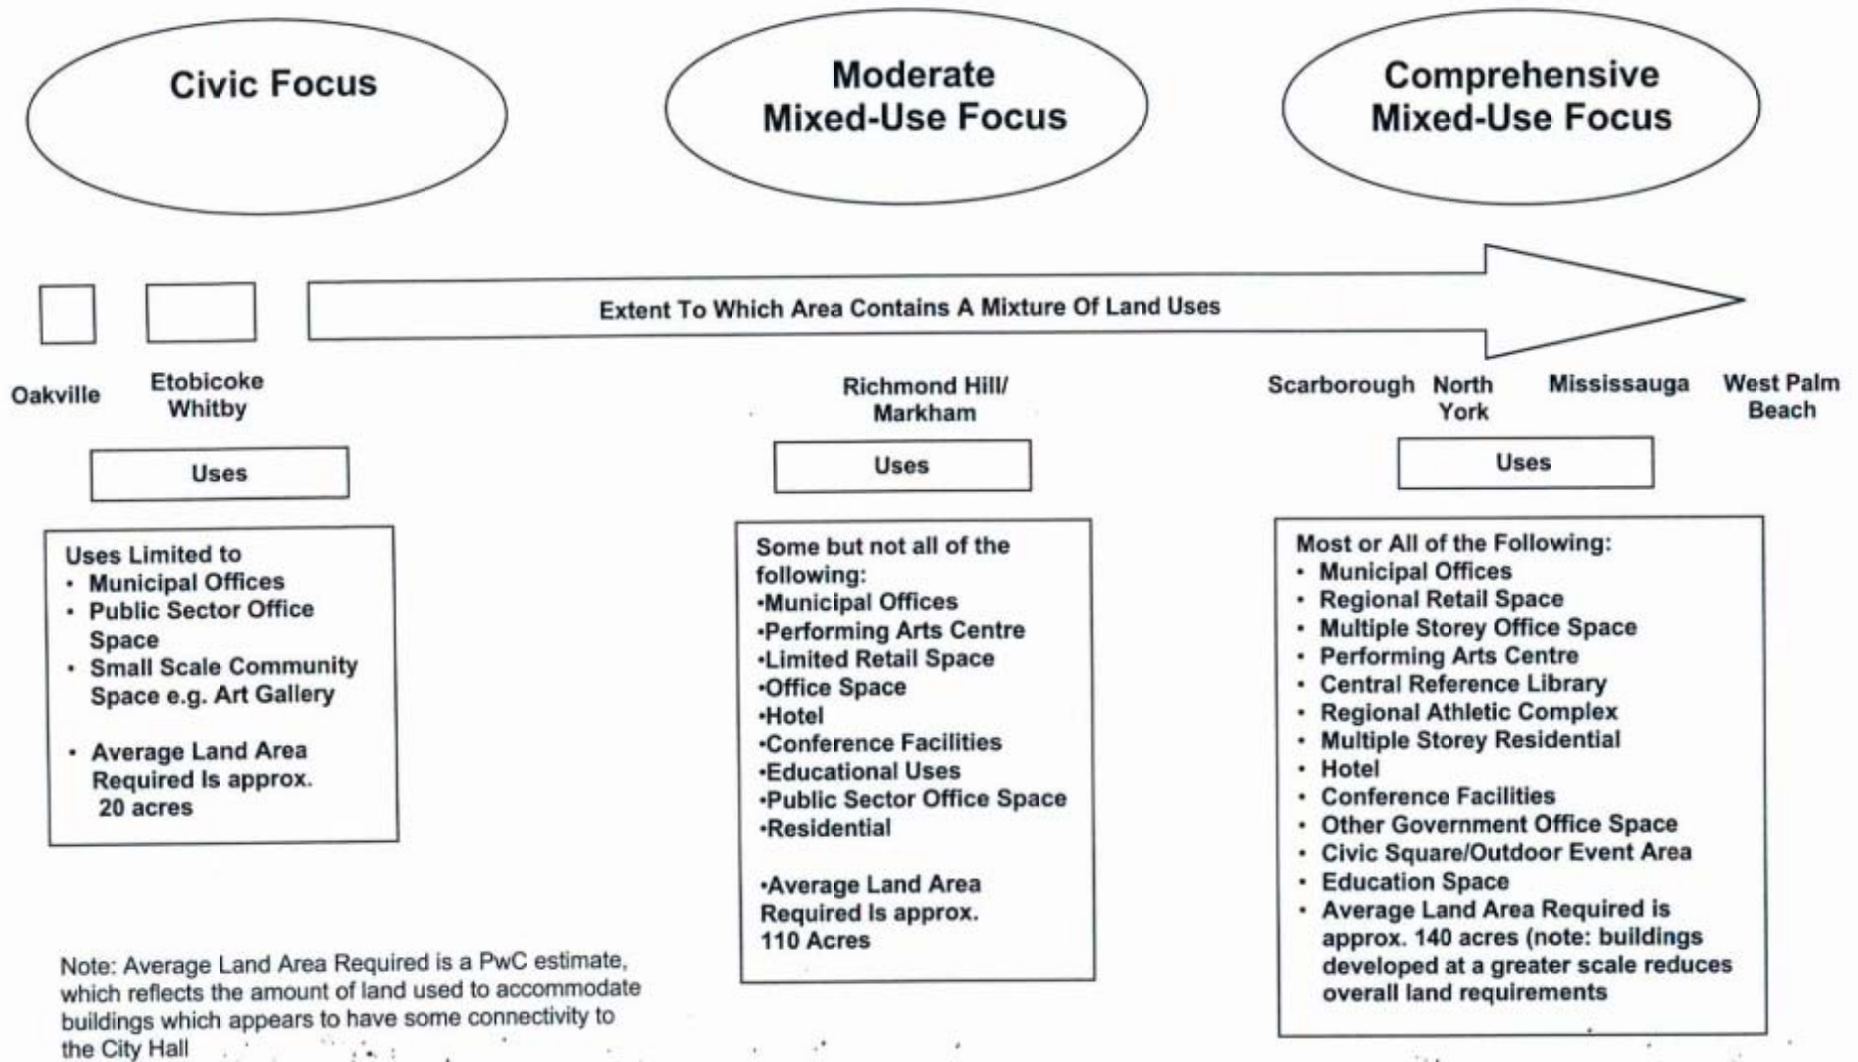 Civic Focus
Moderate
Mixed-Use Focus
Comprehensive
Mixed-Use Focus
Extent To Which Area Contains A Mixture Of Land Uses
Oakville
Etobicoke
Whitby
Richmond Hill/
Markham
Scarborough
North
York
Mississauga
West Palm
Beach
Uses
Uses Limited to
• Municipal Offices
• Public Sector Office
Space
• Small Scale Community
Space e.g. Art Gallery
• Average Land Area
Required Is approx.
20 acres
Uses
Some but not all of the
following:
•Municipal Offices
•Performing Arts Centre
•Limited Retail Space
•Office Space
•Hotel
•Conference Facilities
•Educational Uses
•Public Sector Office Space
•Residential
•Average Land Area
Required Is approx.
110 Acres
Uses
Most or All of the Following:
• Municipal Offices
• Regional Retail Space
• Multiple Storey Office Space
• Performing Arts Centre
• Central Reference Library
• Regional Athletic Complex
• Multiple Storey Residential
• Hotel
• Conference Facilities
• Other Government Office Space
• Civic Square/Outdoor Event Area
• Education Space
• Average Land Area Required is
approx. 140 acres (note: buildings
developed at a greater scale reduces
overall land requirements
Note: Average Land Area Required is a PwC estimate,
which reflects the amount of land used to accommodate
buildings which appears to have some connectivity to
the City Hall